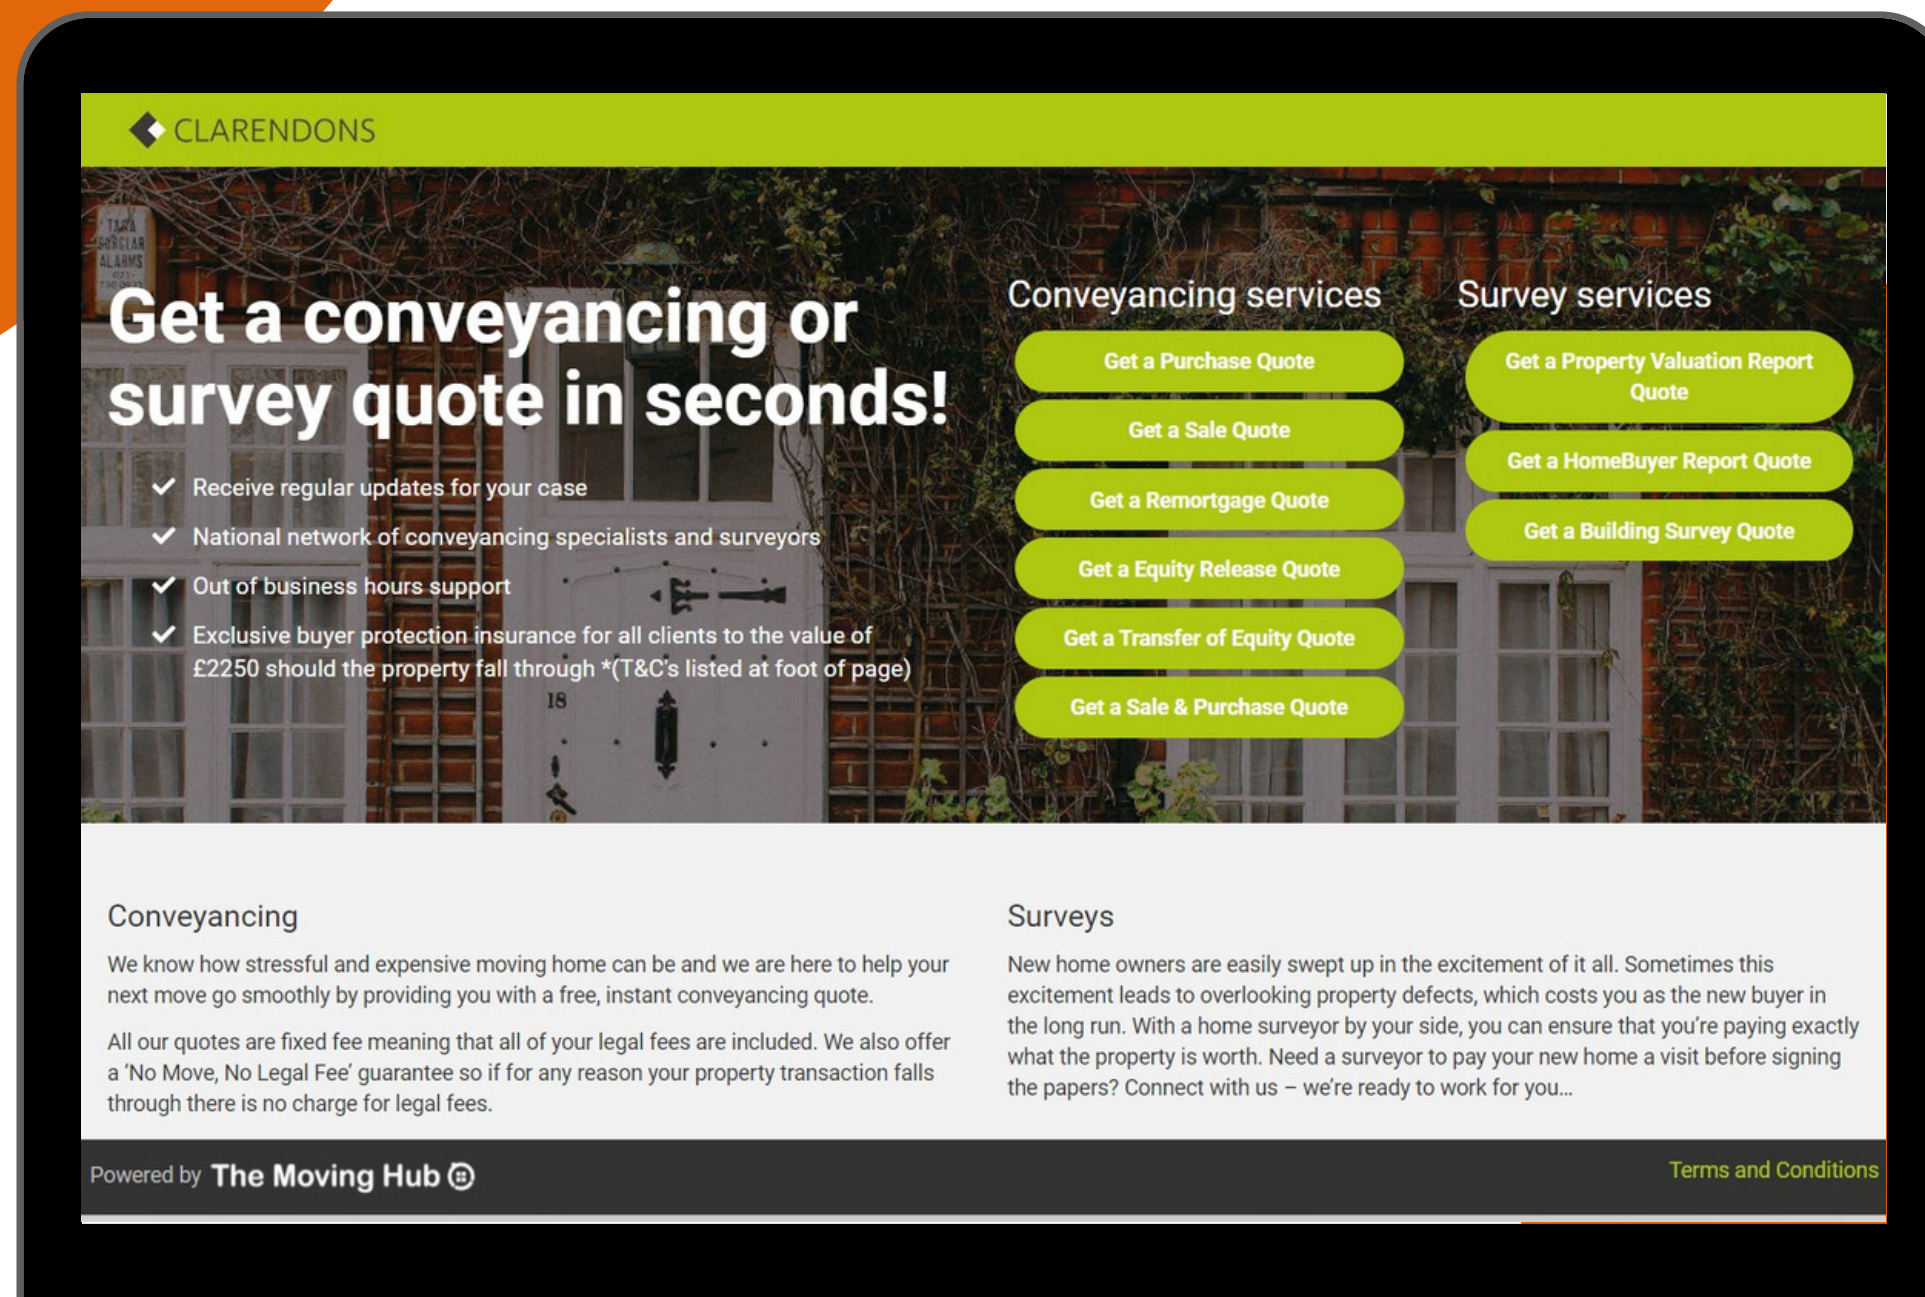 CLARENDONS
TARA
BURGLAR
ALARMS
021-
Get a conveyancing or
survey quote in seconds!
Receive regular updates for your case
National network of conveyancing specialists and surveyors
Out of business hours support
Exclusive buyer protection insurance for all clients to the value of
£2250 should the property fall through *(T&C's listed at foot of page)
18
Conveyancing services
Get a Purchase Quote
Get a Sale Quote
Get a Remortgage Quote
Get a Equity Release Quote
Get a Transfer of Equity Quote
Get a Sale & Purchase Quote
Survey services
Get a Property Valuation Report
Quote
Get a HomeBuyer Report Quote
Get a Building Survey Quote
Conveyancing
We know how stressful and expensive moving home can be and we are here to help your
next move go smoothly by providing you with a free, instant conveyancing quote.
All our quotes are fixed fee meaning that all of your legal fees are included. We also offer
a ‘No Move, No Legal Fee’ guarantee so if for any reason your property transaction falls
through there is no charge for legal fees.
Surveys
New home owners are easily swept up in the excitement of it all. Sometimes this
excitement leads to overlooking property defects, which costs you as the new buyer in
the long run. With a home surveyor by your side, you can ensure that you’re paying exactly
what the property is worth. Need a surveyor to pay your new home a visit before signing
the papers? Connect with us – we’re ready to work for you...
Powered by The Moving Hub
Terms and Conditions